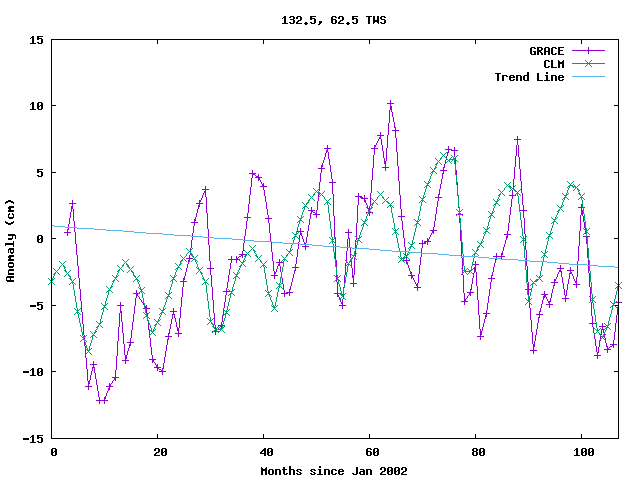 132.5, 62.5 TWS
GRACE
CLM
Trend Line
15
10
5
0
-5
-10
-15
Anomaly (cm)
0 20 40 60 80 100
Months since Jan 2002